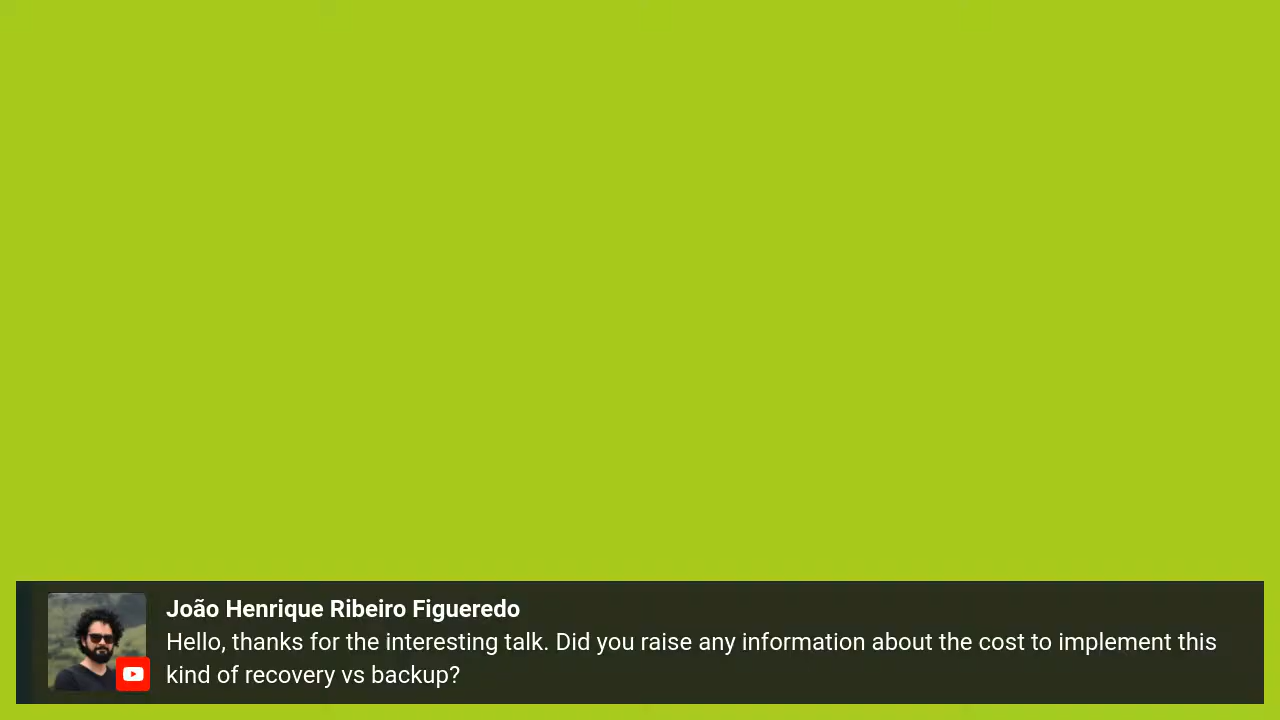 João Henrique Ribeiro Figueredo
Hello, thanks for the interesting talk. Did you raise any information about the cost to implement this
kind of recovery vs backup?